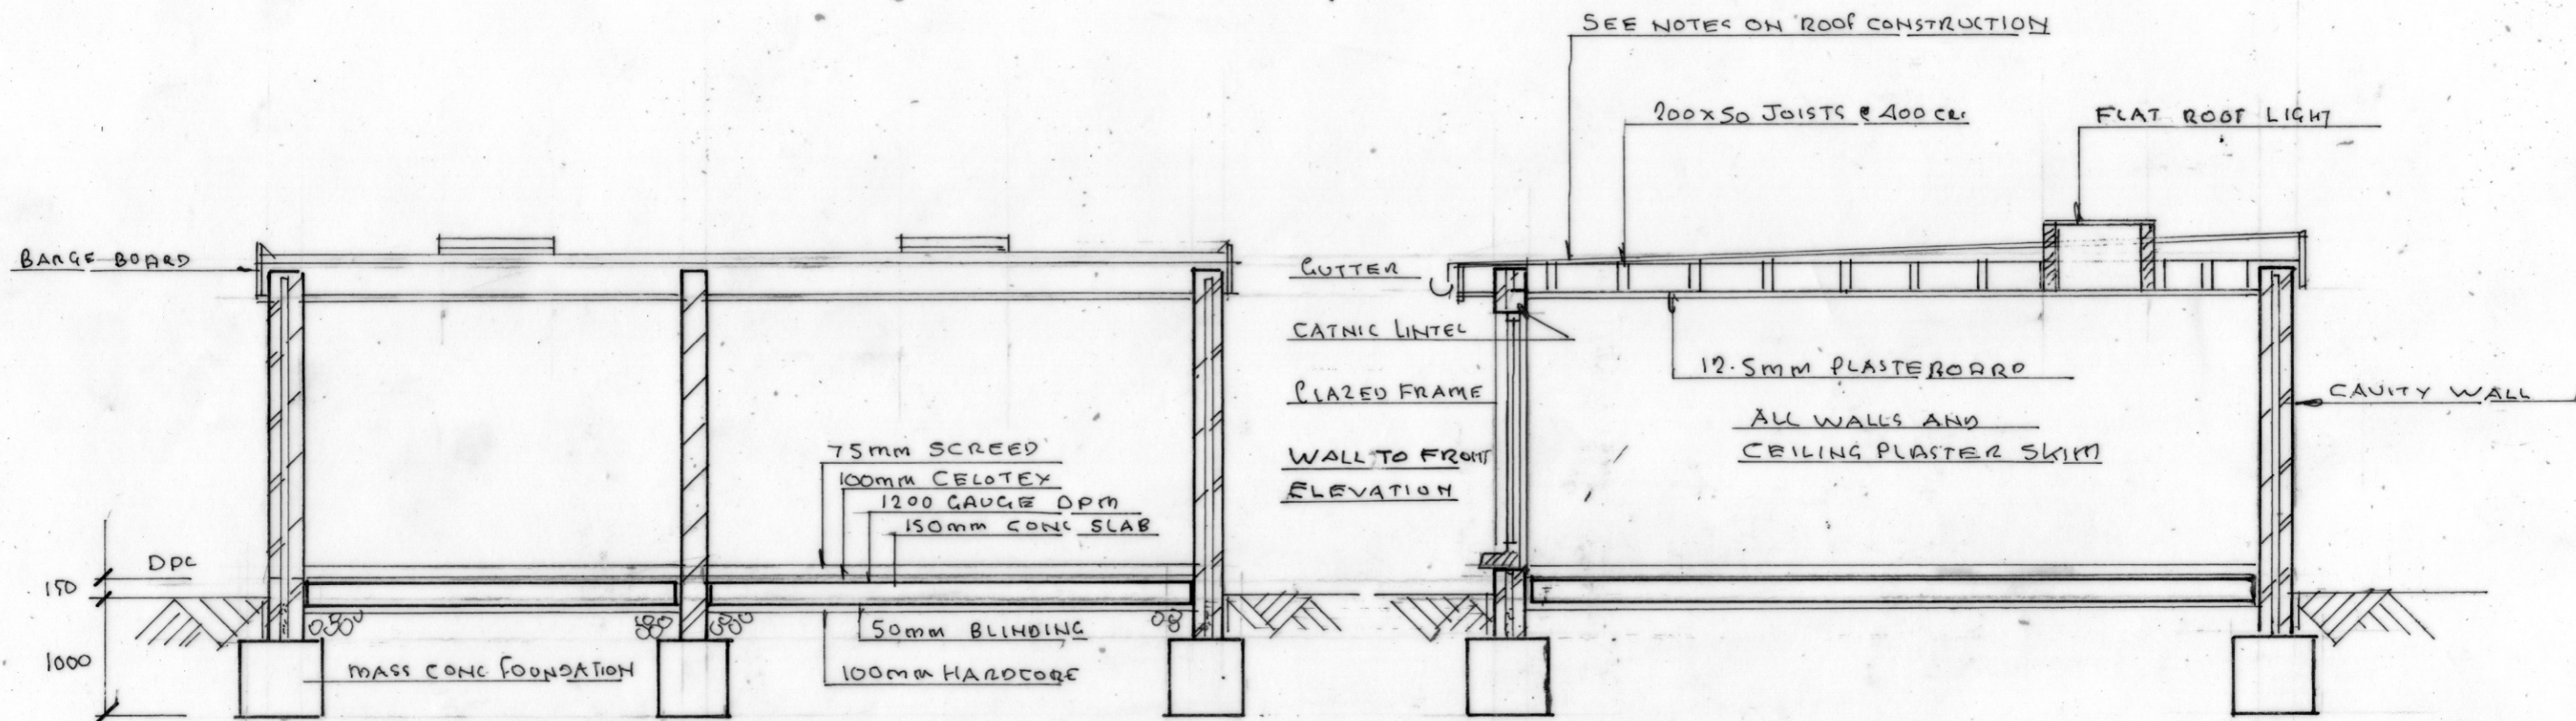 SEE NOTES ON ROOF CONSTRUCTION
200x50 JOISTS @ 400 CRS
FLAT ROOF LIGHT
BARGE BOARD
GUTTER
CATNIC LINTEL
12.5mm PLASTERBOARD
GLAZED FRAME
CAVITY WALL
ALL WALLS AND
CEILING PLASTER SKIM
WALL TO FRONT
ELEVATION
75mm SCREED
100mm CELOTEX
1200 GAUGE DPM
150mm CONC SLAB
DPC
150
50mm BLINDING
1000
MASS CONC FOUNDATION
100mm HARDCORE